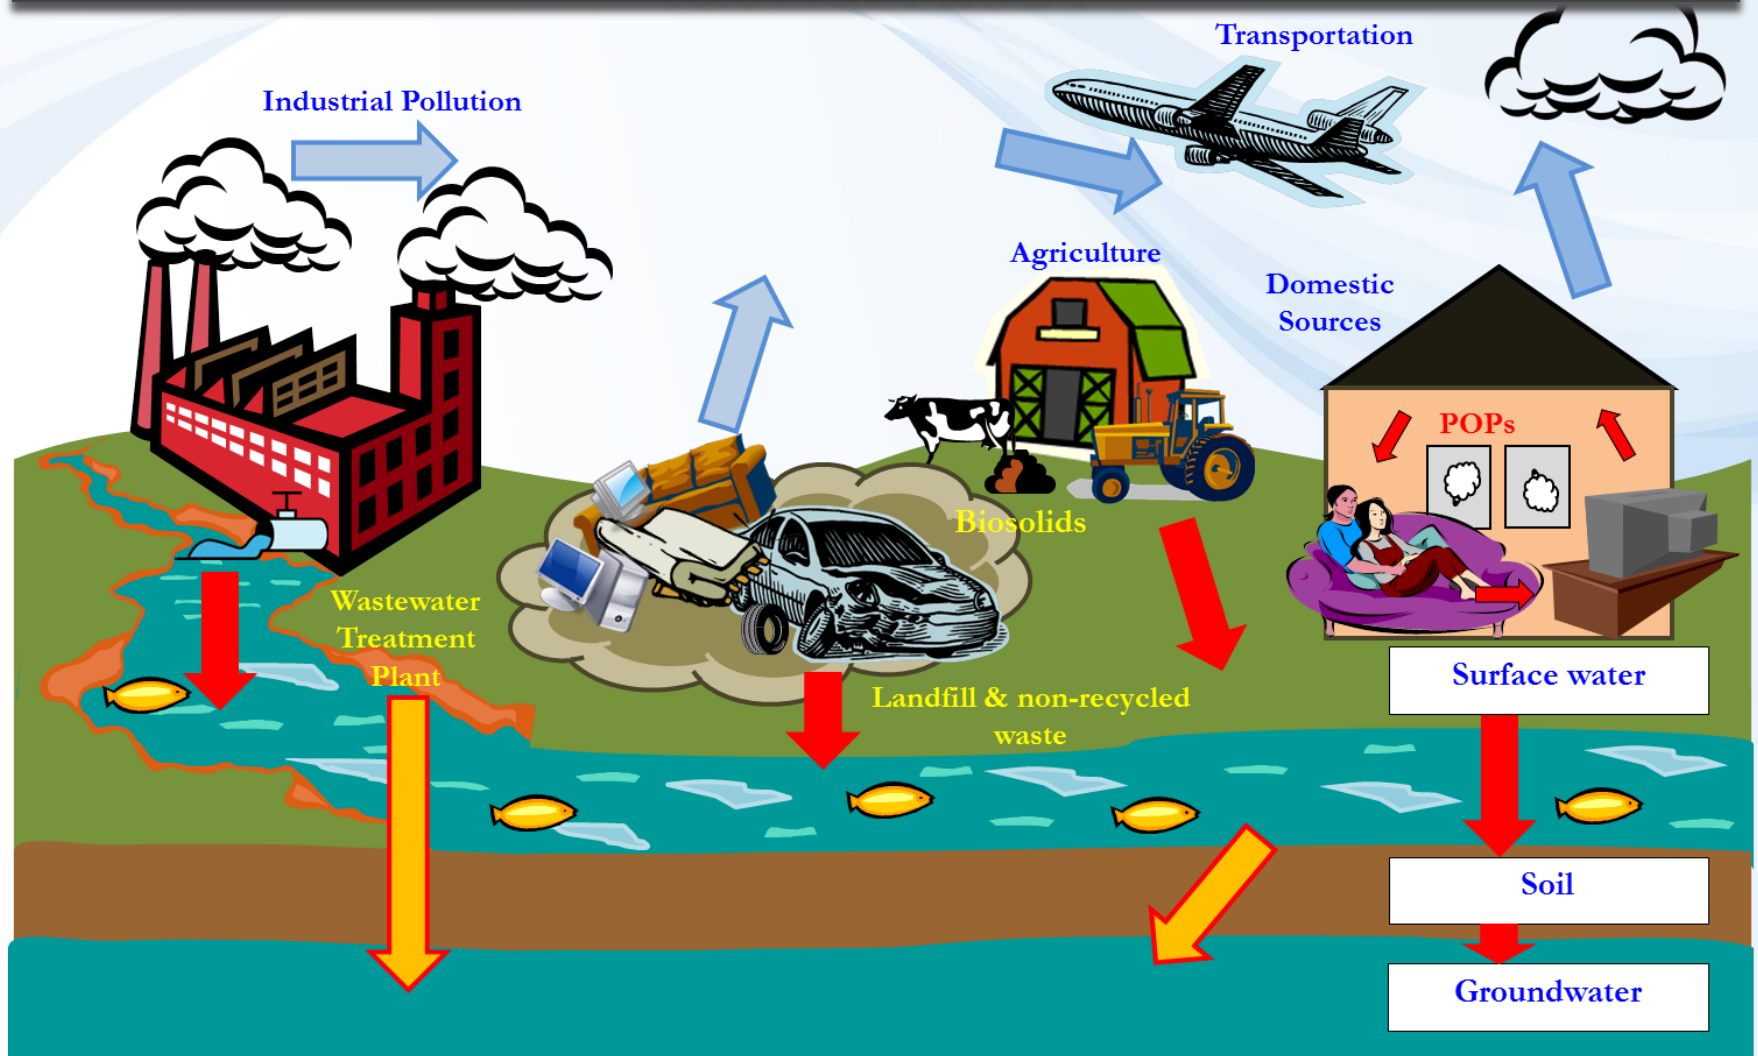 Transportation
Industrial Pollution
Agriculture
Domestic
Sources
POPs
Biosolids
Wastewater
Treatment
Plant
Landfill & non-recycled
waste
Surface water
Soil
Groundwater